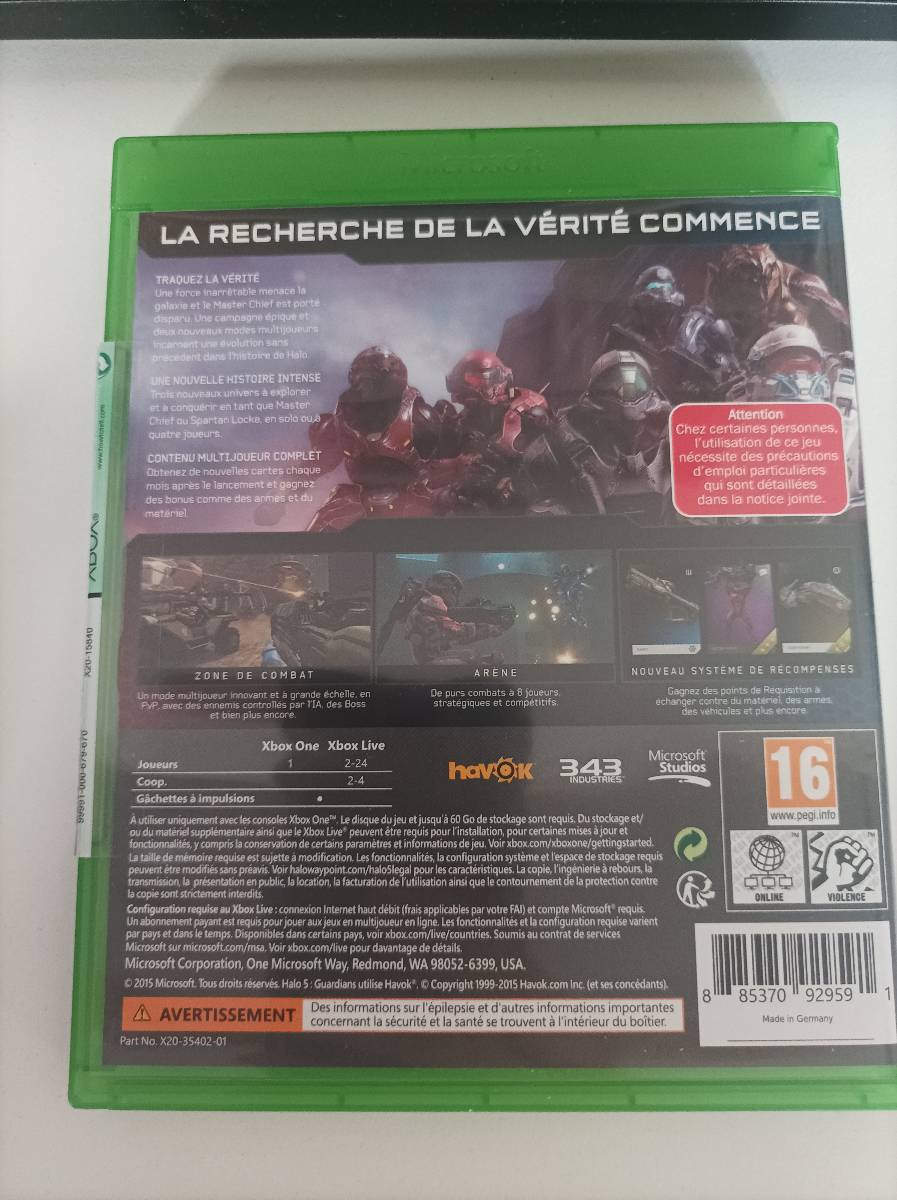 Microsoft
LA RECHERCHE DE LA VÉRITÉ COMMENCE
TRAQUEZ LA VÉRITÉ
Une force inarrêtable menace la
galaxie et le Master Chief est porté
disparu. Une campagne épique et
deux nouveaux modes multijoueurs
incarnent une évolution sans
précédent dans l'histoire de Halo.
UNE NOUVELLE HISTOIRE INTENSE
Trois nouveaux univers à explorer
et à conquérir en tant que Master
Chief ou Spartan Locke, en solo ou à
quatre joueurs.
CONTENU MULTIJOUEUR COMPLET
Obtenez de nouvelles cartes chaque
mois après le lancement et gagnez
des bonus comme des armes et du
matériel.
Attention
Chez certaines personnes,
l'utilisation de ce jeu
nécessite des précautions
d'emploi particulières
qui sont détaillées
dans la notice jointe.
ZONE DE COMBAT
Un mode multijoueur innovant et à grande échelle, en
PvP, avec des ennemis contrôlés par l'IA, des Boss
et bien plus encore.
ARÈNE
De purs combats à 8 joueurs,
stratégiques et compétitifs.
NOUVEAU SYSTÈME DE RÉCOMPENSES
Gagnez des points de Requisition à
échanger contre du matériel, des armes,
des véhicules et plus encore.
XBOX®
X20-15840
99991-000-679-670
Xbox One Xbox Live
Joueurs 1 2-24
Coop. 2-4
Gâchettes à impulsions •
havok
343
INDUSTRIES
Microsoft
Studios
16
www.pegi.info
ONLINE
VIOLENCE
À utiliser uniquement avec les consoles Xbox One™. Le disque du jeu et jusqu'à 60 Go de stockage sont requis. Du stockage et/
ou du matériel supplémentaire ainsi que le Xbox Live® peuvent être requis pour l'installation, pour certaines mises à jour et
fonctionnalités, y compris la conservation de certains paramètres et informations de jeu. Voir xbox.com/xboxone/gettingstarted.
La taille de mémoire requise est sujette à modification. Les fonctionnalités, la configuration système et l'espace de stockage requis
peuvent être modifiés sans préavis. Voir halowaypoint.com/halo5legal pour les caractéristiques. La copie, l'ingénierie à rebours, la
transmission, la présentation en public, la location, la facturation de l'utilisation ainsi que le contournement de la protection contre
la copie sont strictement interdits.
Configuration requise au Xbox Live : connexion Internet haut débit (frais applicables par votre FAI) et compte Microsoft® requis.
Un abonnement payant est requis pour jouer aux jeux en multijoueur en ligne. Les fonctionnalités et la configuration requise varient
par pays et dans le temps. Disponibles dans certains pays, voir xbox.com/live/countries. Soumis au contrat de services
Microsoft sur microsoft.com/msa. Voir xbox.com/live pour davantage de détails.
Microsoft Corporation, One Microsoft Way, Redmond, WA 98052-6399, USA.
© 2015 Microsoft. Tous droits réservés. Halo 5 : Guardians utilise Havok®. © Copyright 1999-2015 Havok.com Inc. (et ses concédants).
AVERTISSEMENT
Des informations sur l'épilepsie et d'autres informations importantes
concernant la sécurité et la santé se trouvent à l'intérieur du boîtier.
Part No. X20-35402-01
8 85370 92959 1
Made in Germany